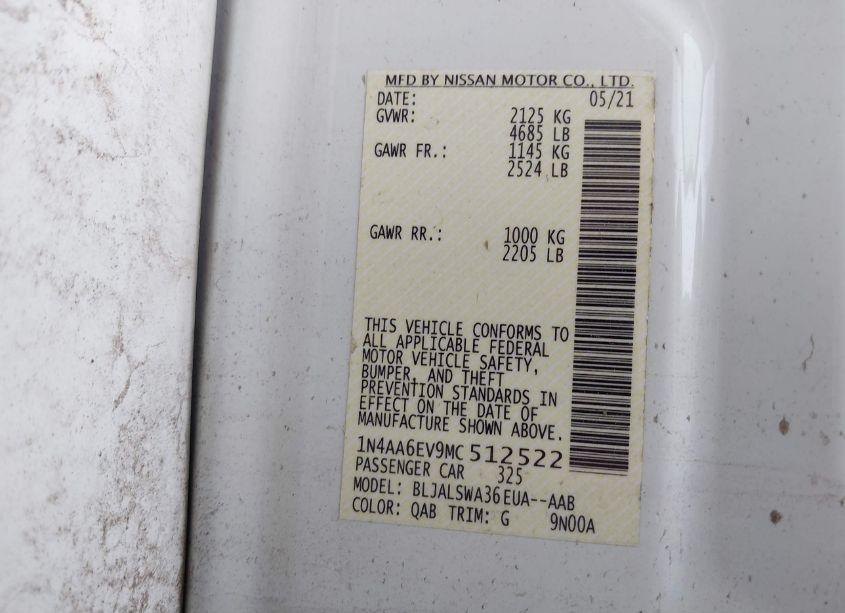 MFD BY NISSAN MOTOR CO., LTD.
DATE: 05/21
GVWR: 2125 KG
4685 LB
GAWR FR.: 1145 KG
2524 LB
GAWR RR.: 1000 KG
2205 LB
THIS VEHICLE CONFORMS TO
ALL APPLICABLE FEDERAL
MOTOR VEHICLE SAFETY,
BUMPER, AND THEFT
PREVENTION STANDARDS IN
EFFECT ON THE DATE OF
MANUFACTURE SHOWN ABOVE.
1N4AA6EV9MC512522
PASSENGER CAR 325
MODEL: BLJALSWA36EUA--AAB
COLOR: QAB TRIM: G 9N00A